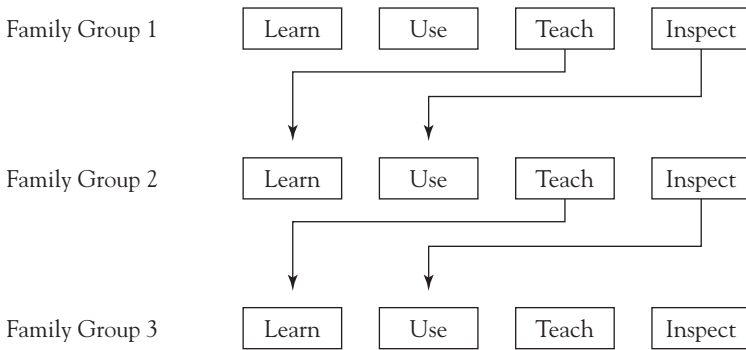 Family Group 1 Learn Use Teach Inspect
Family Group 2 Learn Use Teach Inspect
Family Group 3 Learn Use Teach Inspect